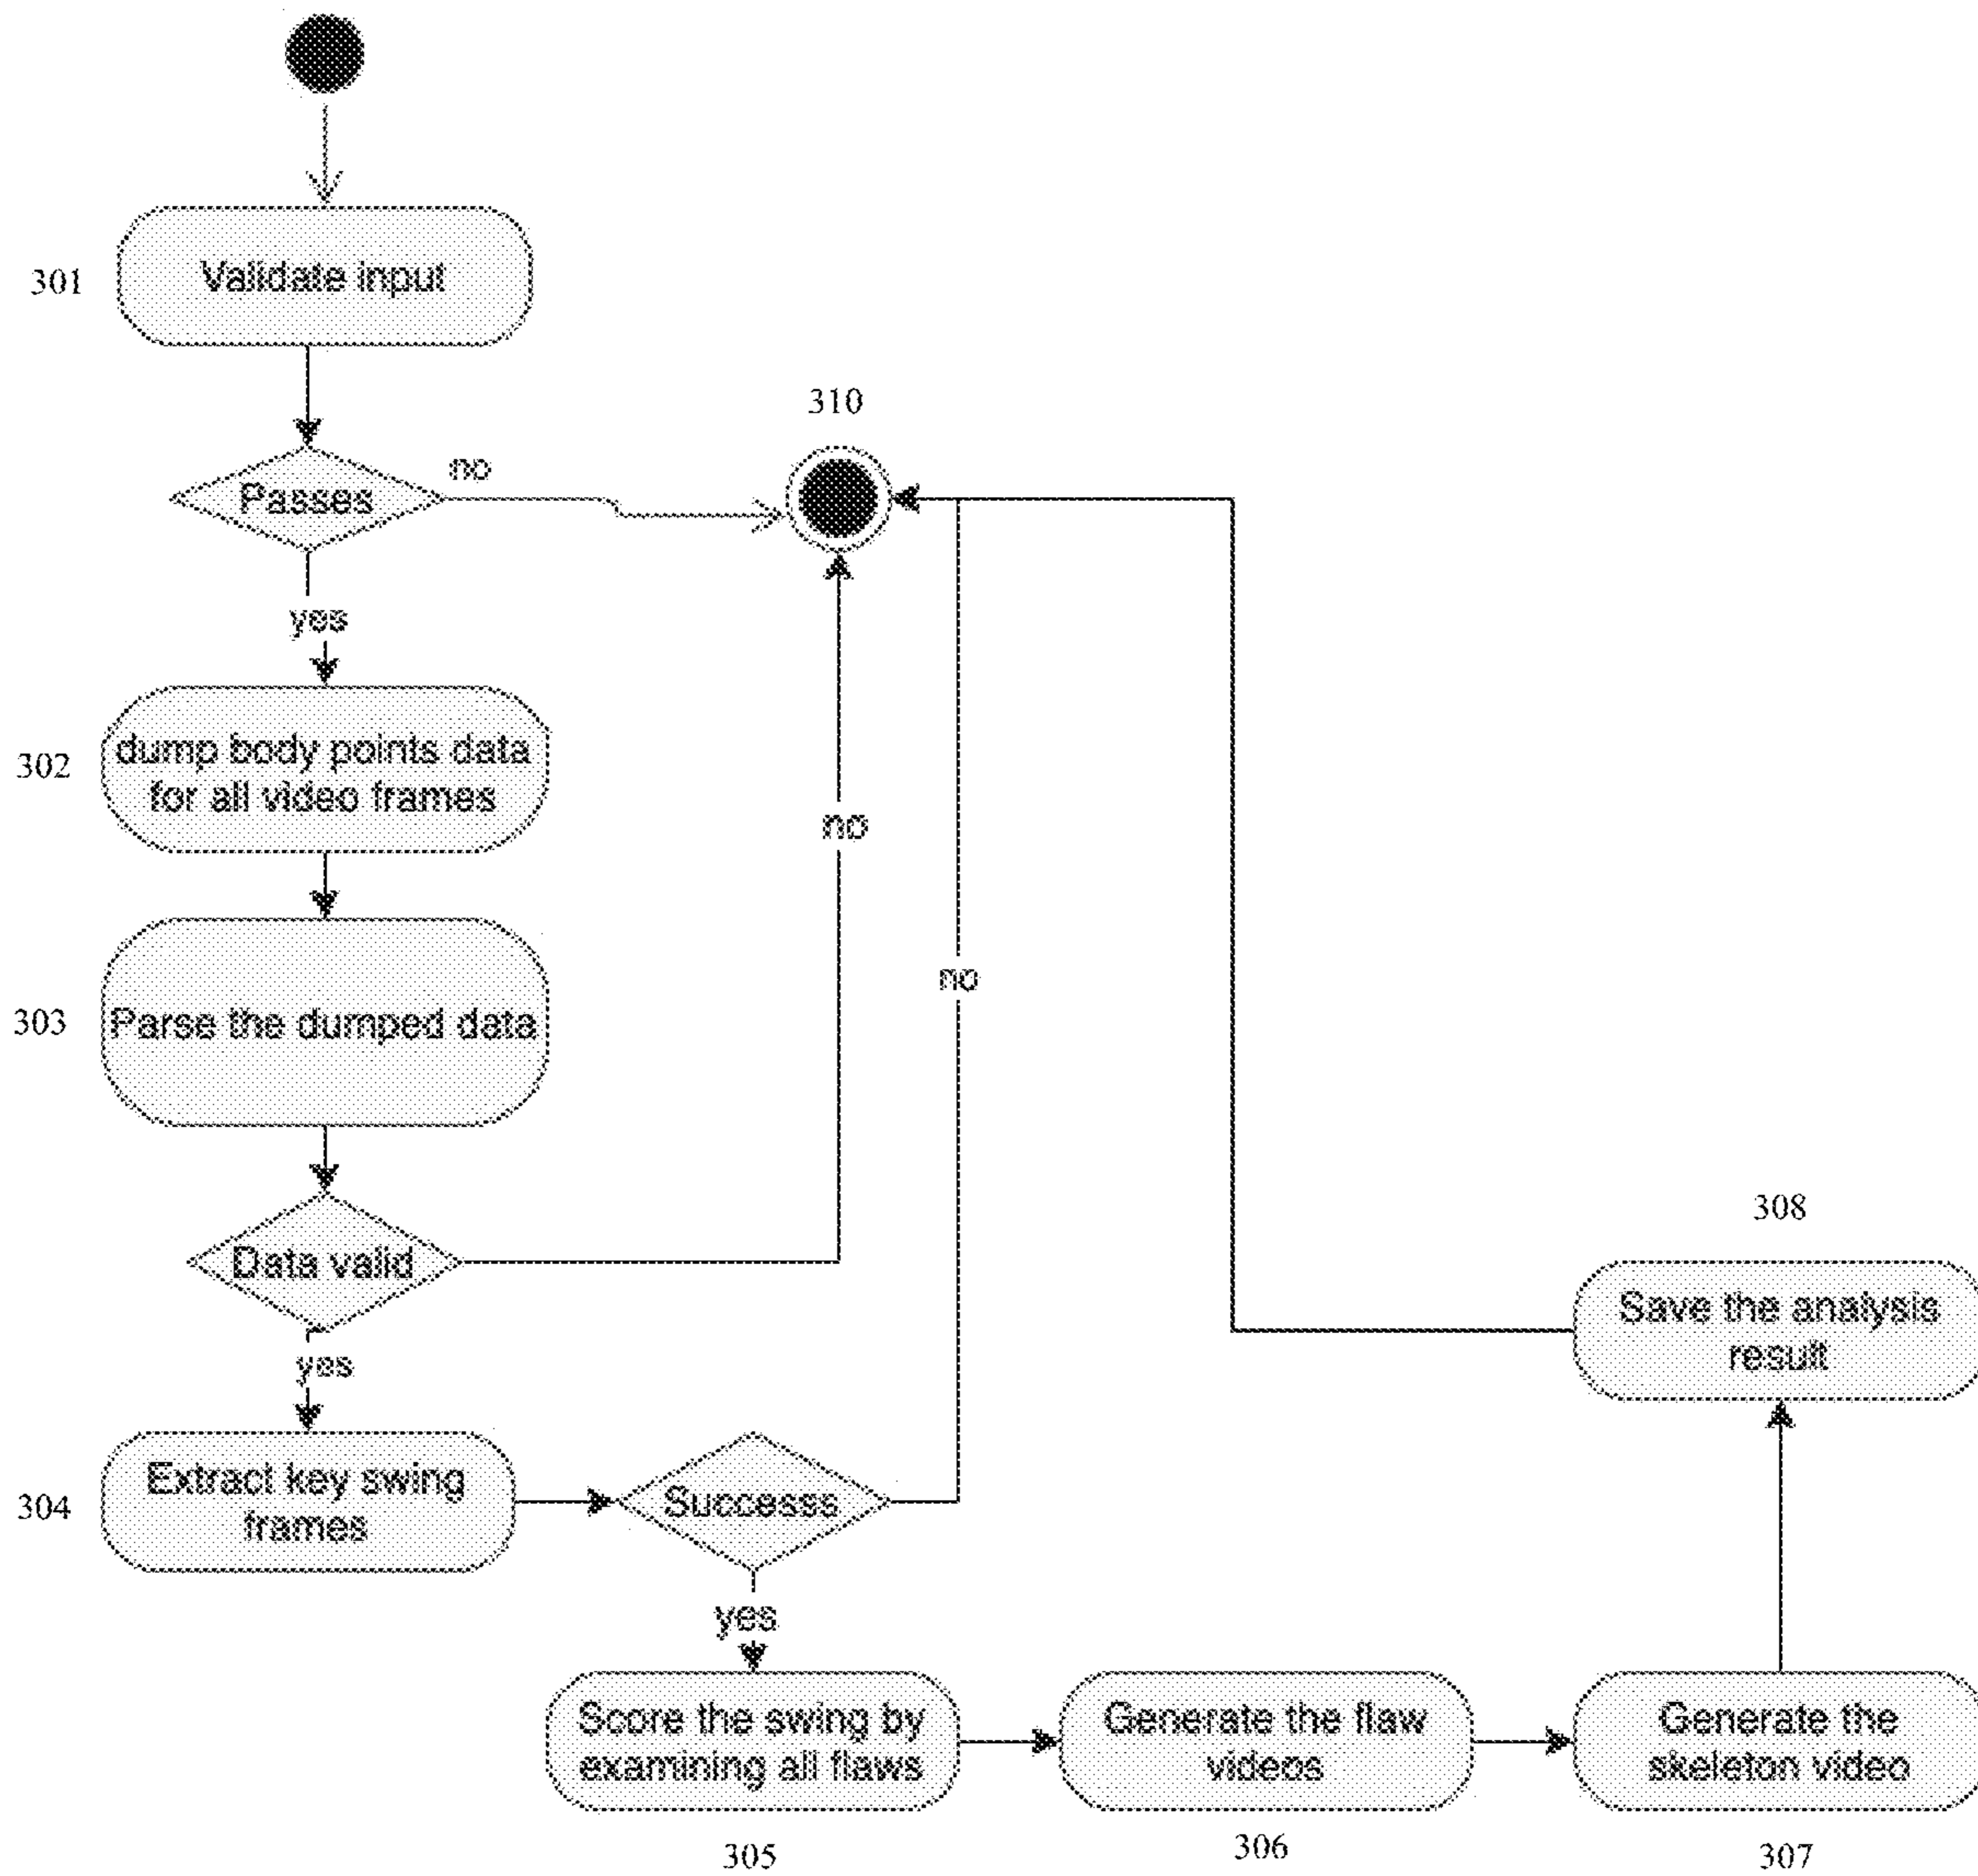 301
Validate input
310
Passes
no
yes
302
dump body points data
for all video frames
no
303
Parse the dumped data
no
Data valid
yes
308
Save the analysis
result
304
Extract key swing
frames
Successs
yes
Score the swing by
examining all flaws
Generate the flaw
videos
Generate the
skeleton video
305
306
307